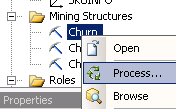 Mining Structures
Churn
Open
Process...
Browse
Roles
Properties